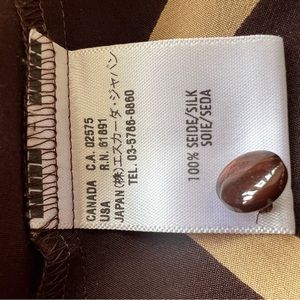 CANADA C.A. 02575
USA R.N. 61891
JAPAN (株)エスカーダ・ジャパン
TEL. 03-5786-6860
100% SEIDE/SILK
SOIE/SEDA